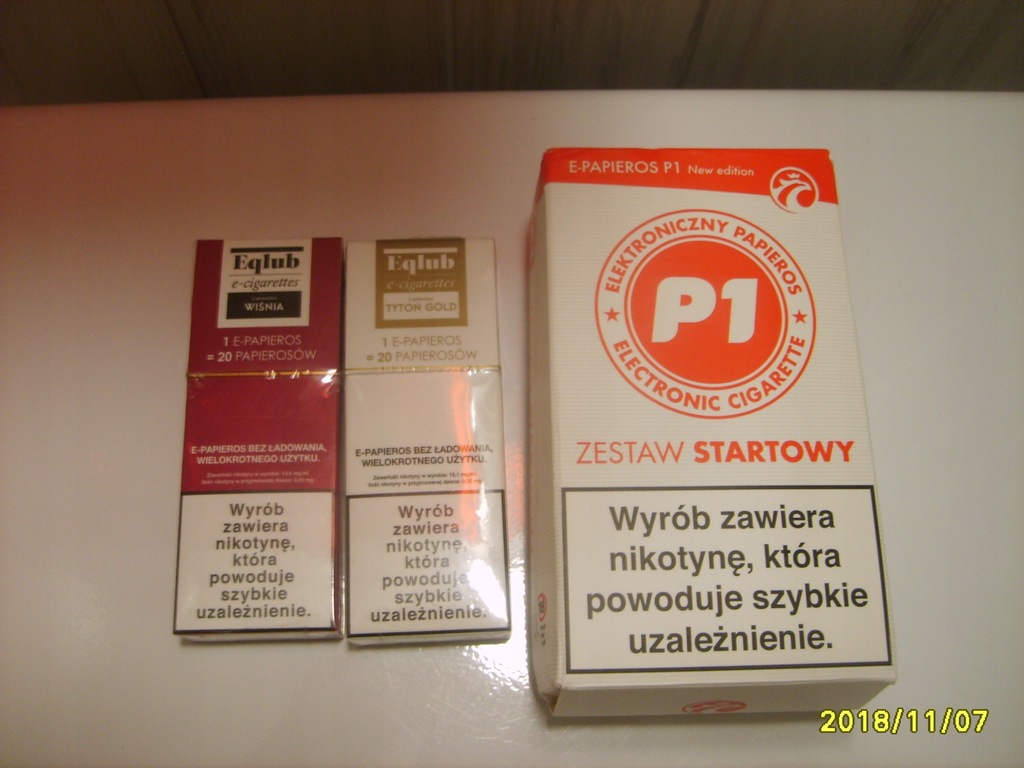 Eqlub
e-cigarettes
WIŚNIA
1 E-PAPIEROS
= 20 PAPIEROSÓW
E-PAPIEROS BEZ ŁADOWANIA,
WIELOKROTNEGO UŻYTKU.
Wyrób
zawiera
nikotynę,
która
powoduje
szybkie
uzależnienie.
Eqlub
e-cigarettes
TYTOŃ GOLD
1 E-PAPIEROS
= 20 PAPIEROSÓW
E-PAPIEROS BEZ ŁADOWANIA,
WIELOKROTNEGO UŻYTKU.
Wyrób
zawiera
nikotynę,
która
powoduje
szybkie
uzależnienie.
E-PAPIEROS P1 New edition
ELEKTRONICZNY PAPIEROS
P1
ELECTRONIC CIGARETTE
ZESTAW STARTOWY
Wyrób zawiera
nikotynę, która
powoduje szybkie
uzależnienie.
2018/11/07